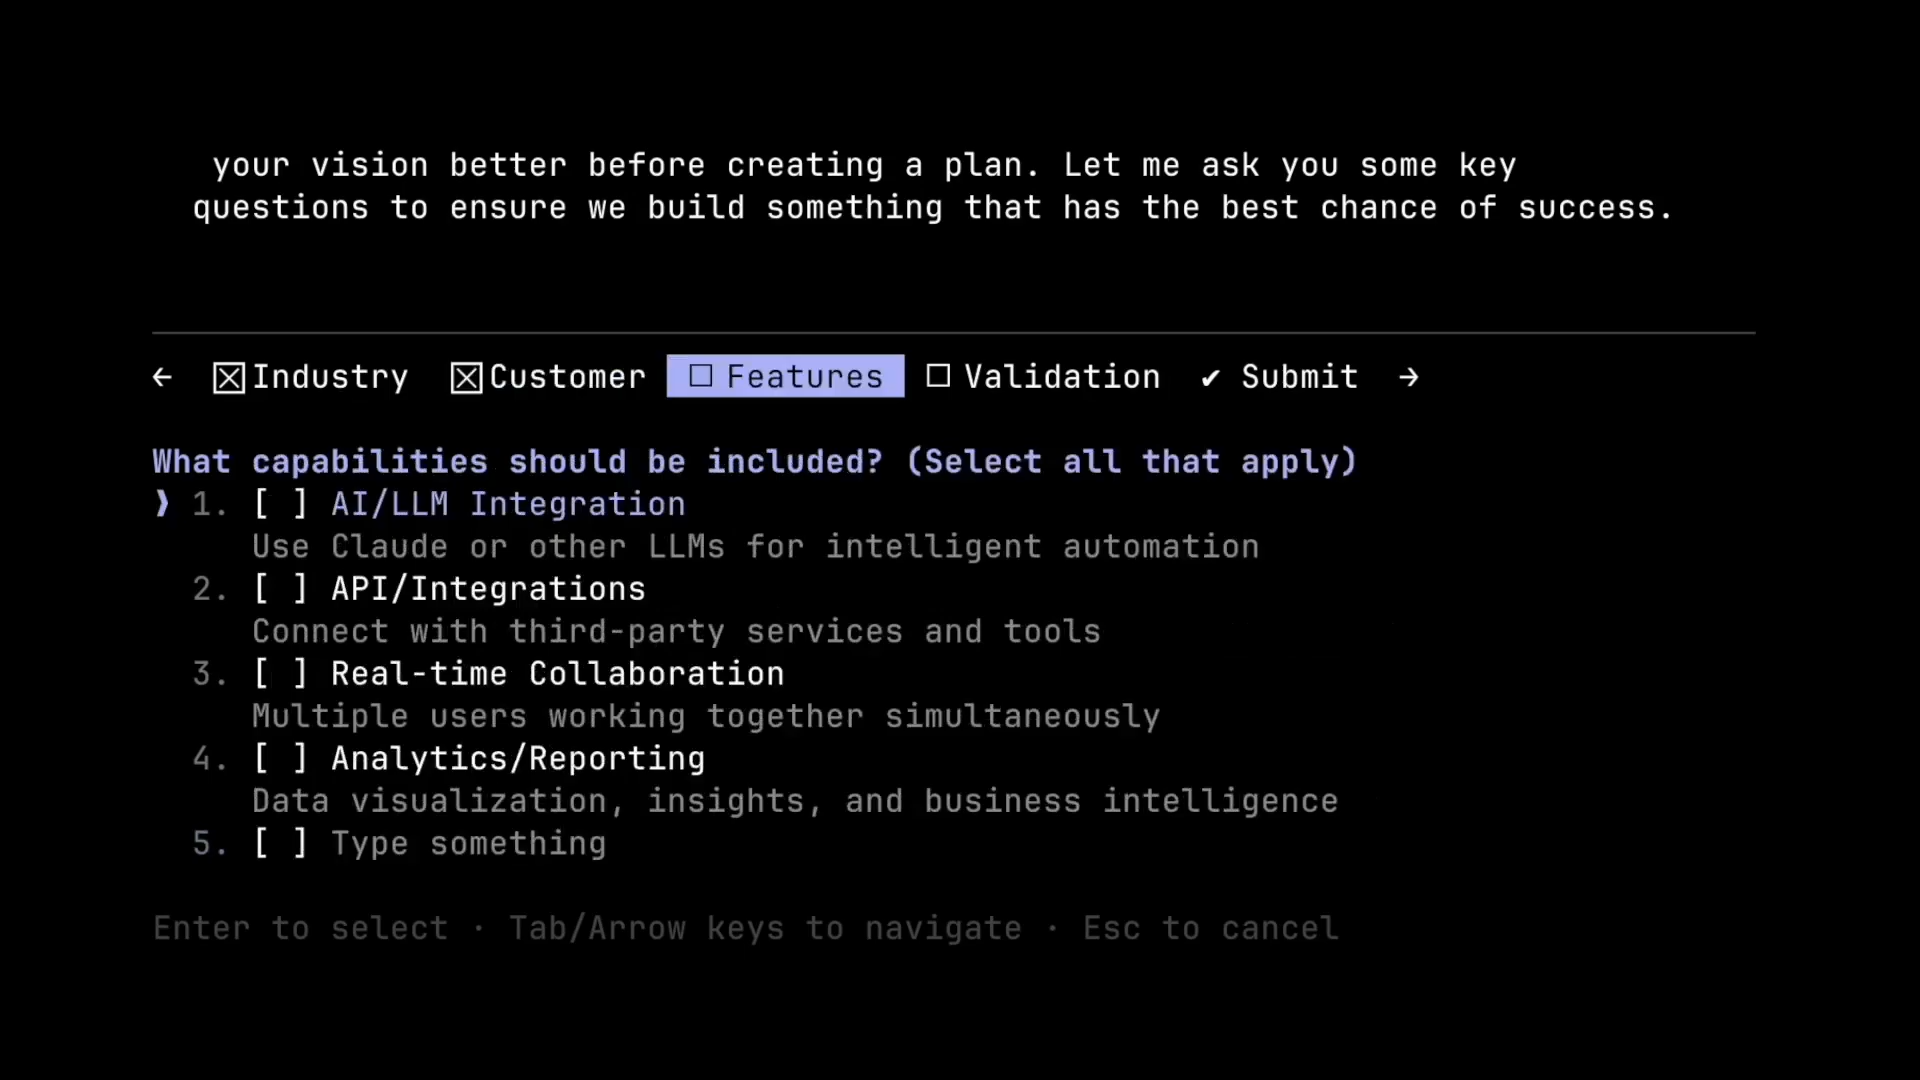 your vision better before creating a plan. Let me ask you some key
questions to ensure we build something that has the best chance of success.
← ☒ Industry ☒ Customer ☐ Features ☐ Validation ✔ Submit →
What capabilities should be included? (Select all that apply)
❯ 1. [ ] AI/LLM Integration
Use Claude or other LLMs for intelligent automation
2. [ ] API/Integrations
Connect with third-party services and tools
3. [ ] Real-time Collaboration
Multiple users working together simultaneously
4. [ ] Analytics/Reporting
Data visualization, insights, and business intelligence
5. [ ] Type something
Enter to select · Tab/Arrow keys to navigate · Esc to cancel